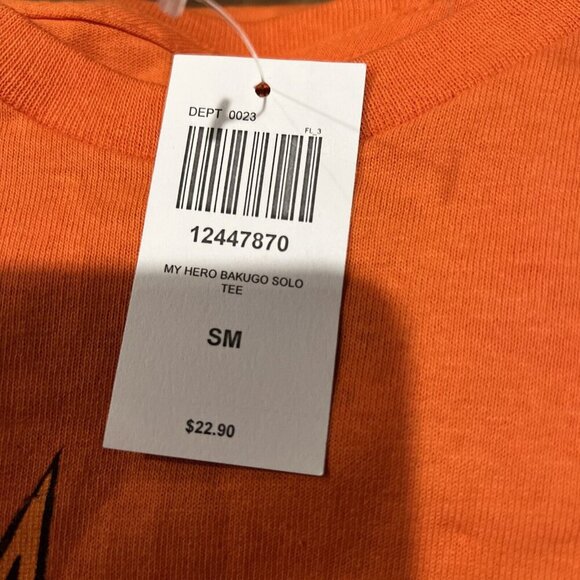 DEPT 0023
FL_3
12447870
MY HERO BAKUGO SOLO
TEE
SM
$22.90